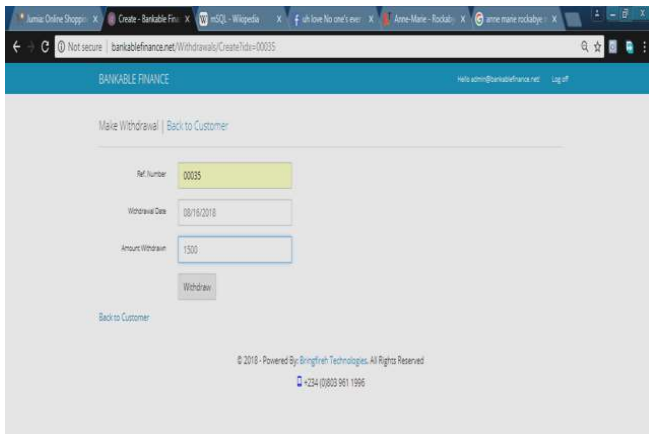 Jumia: Online Shoppin X Create - Bankable Fina X W mSQL - Wikipedia X f uh love No one's ever X Anne-Marie - Rockaby X G anne marie rockabye X
Not secure | bankablefinance.net/Withdrawals/Create?idx=00035
BANKABLE FINANCE Hello admin@bankablefinance.net Log off
Make Withdrawal | Back to Customer
Ref. Number 00035
Withdrawal Date 08/16/2018
Amount Withdrawn 1500
Withdraw
Back to Customer
© 2018 - Powered By: Bringfireh Technologies. All Rights Reserved
+234 (0)803 961 1996